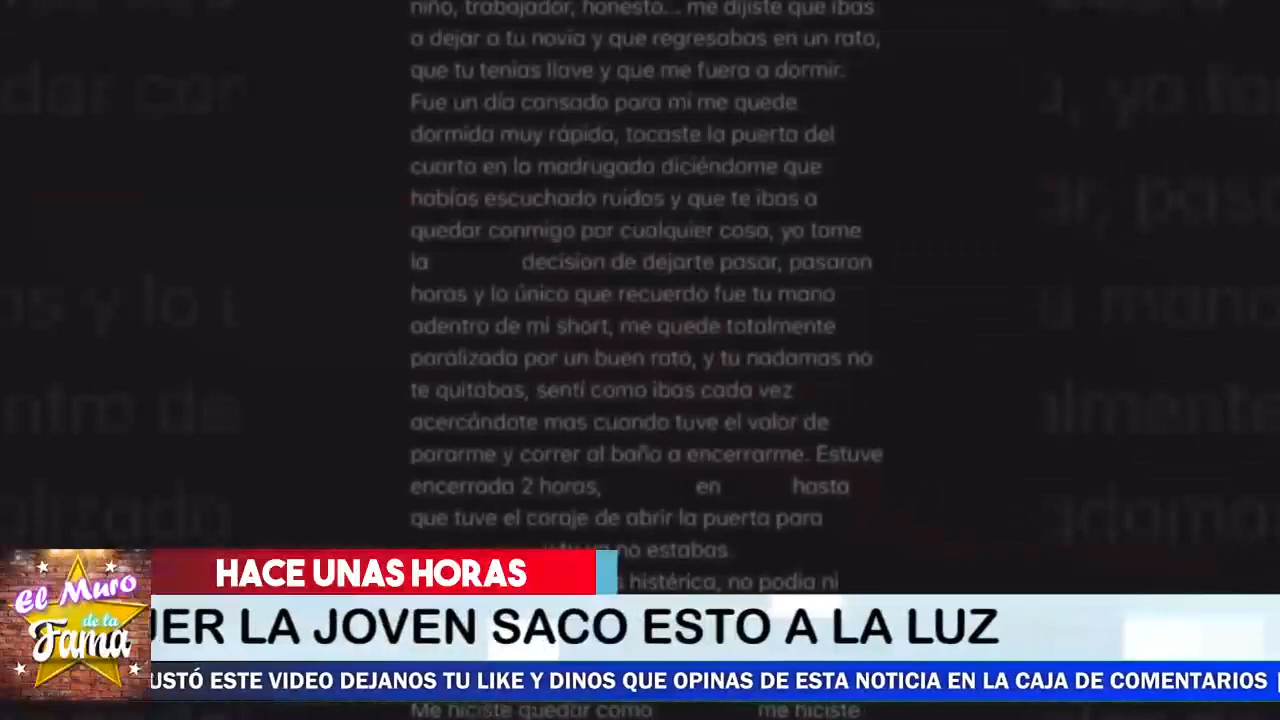 niño, trabajador, honesto... me dijiste que ibas
a dejar a tu novia y que regresabas en un rato,
que tu tenias llave y que me fuera a dormir.
Fue un día cansado para mi me quede
dormida muy rápido, tocaste la puerta del
cuarto en la madrugada diciéndome que
habías escuchado ruidos y que te ibas a
quedar conmigo por cualquier cosa, yo tome
la decision de dejarte pasar, pasaron
horas y lo único que recuerdo fue tu mano
adentro de mi short, me quede totalmente
paralizada por un buen rato, y tu nadamas no
te quitabas, sentí como ibas cada vez
acercándote mas cuando tuve el valor de
pararme y correr al baño a encerrarme. Estuve
encerrada 2 horas, en hasta
que tuve el coraje de abrir la puerta para
no estabas.
histérica, no podia ni
HACE UNAS HORAS
UER LA JOVEN SACO ESTO A LA LUZ
USTÓ ESTE VIDEO DEJANOS TU LIKE Y DINOS QUE OPINAS DE ESTA NOTICIA EN LA CAJA DE COMENTARIOS
El Muro
de la
Fama
Me hiciste quedar como me hiciste